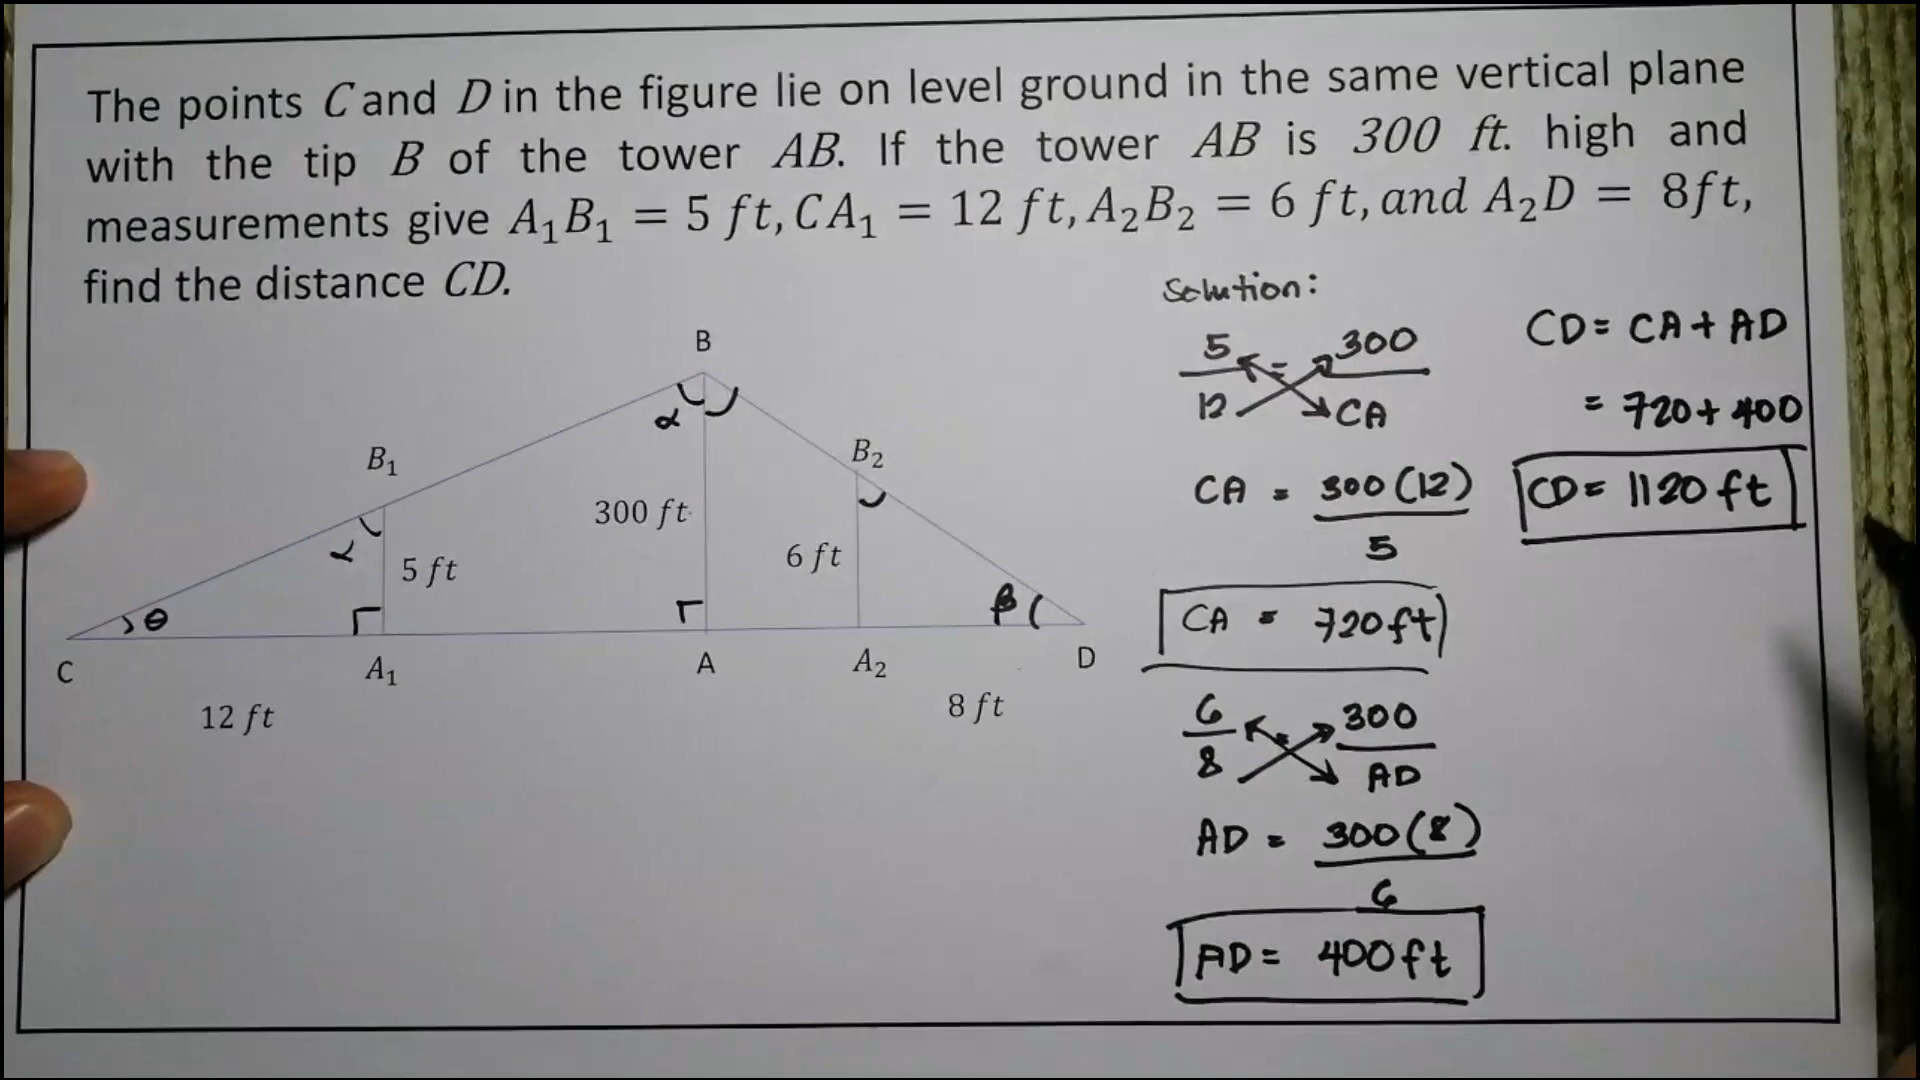 The points C and D in the figure lie on level ground in the same vertical plane
with the tip B of the tower AB. If the tower AB is 300 ft. high and
measurements give A₁B₁ = 5 ft, CA₁ = 12 ft, A₂B₂ = 6 ft, and A₂D = 8ft,
find the distance CD.
B
α
B₁
B₂
300 ft
6 ft
α
5 ft
θ
β
C
A₁
A
A₂
D
12 ft
8 ft
Solution:
5 = 300
12 CA
CA = 300 (12)
5
CA = 720 ft
6 = 300
8 AD
AD = 300 (8)
6
AD = 400 ft
CD = CA + AD
= 720 + 400
CD = 1120 ft